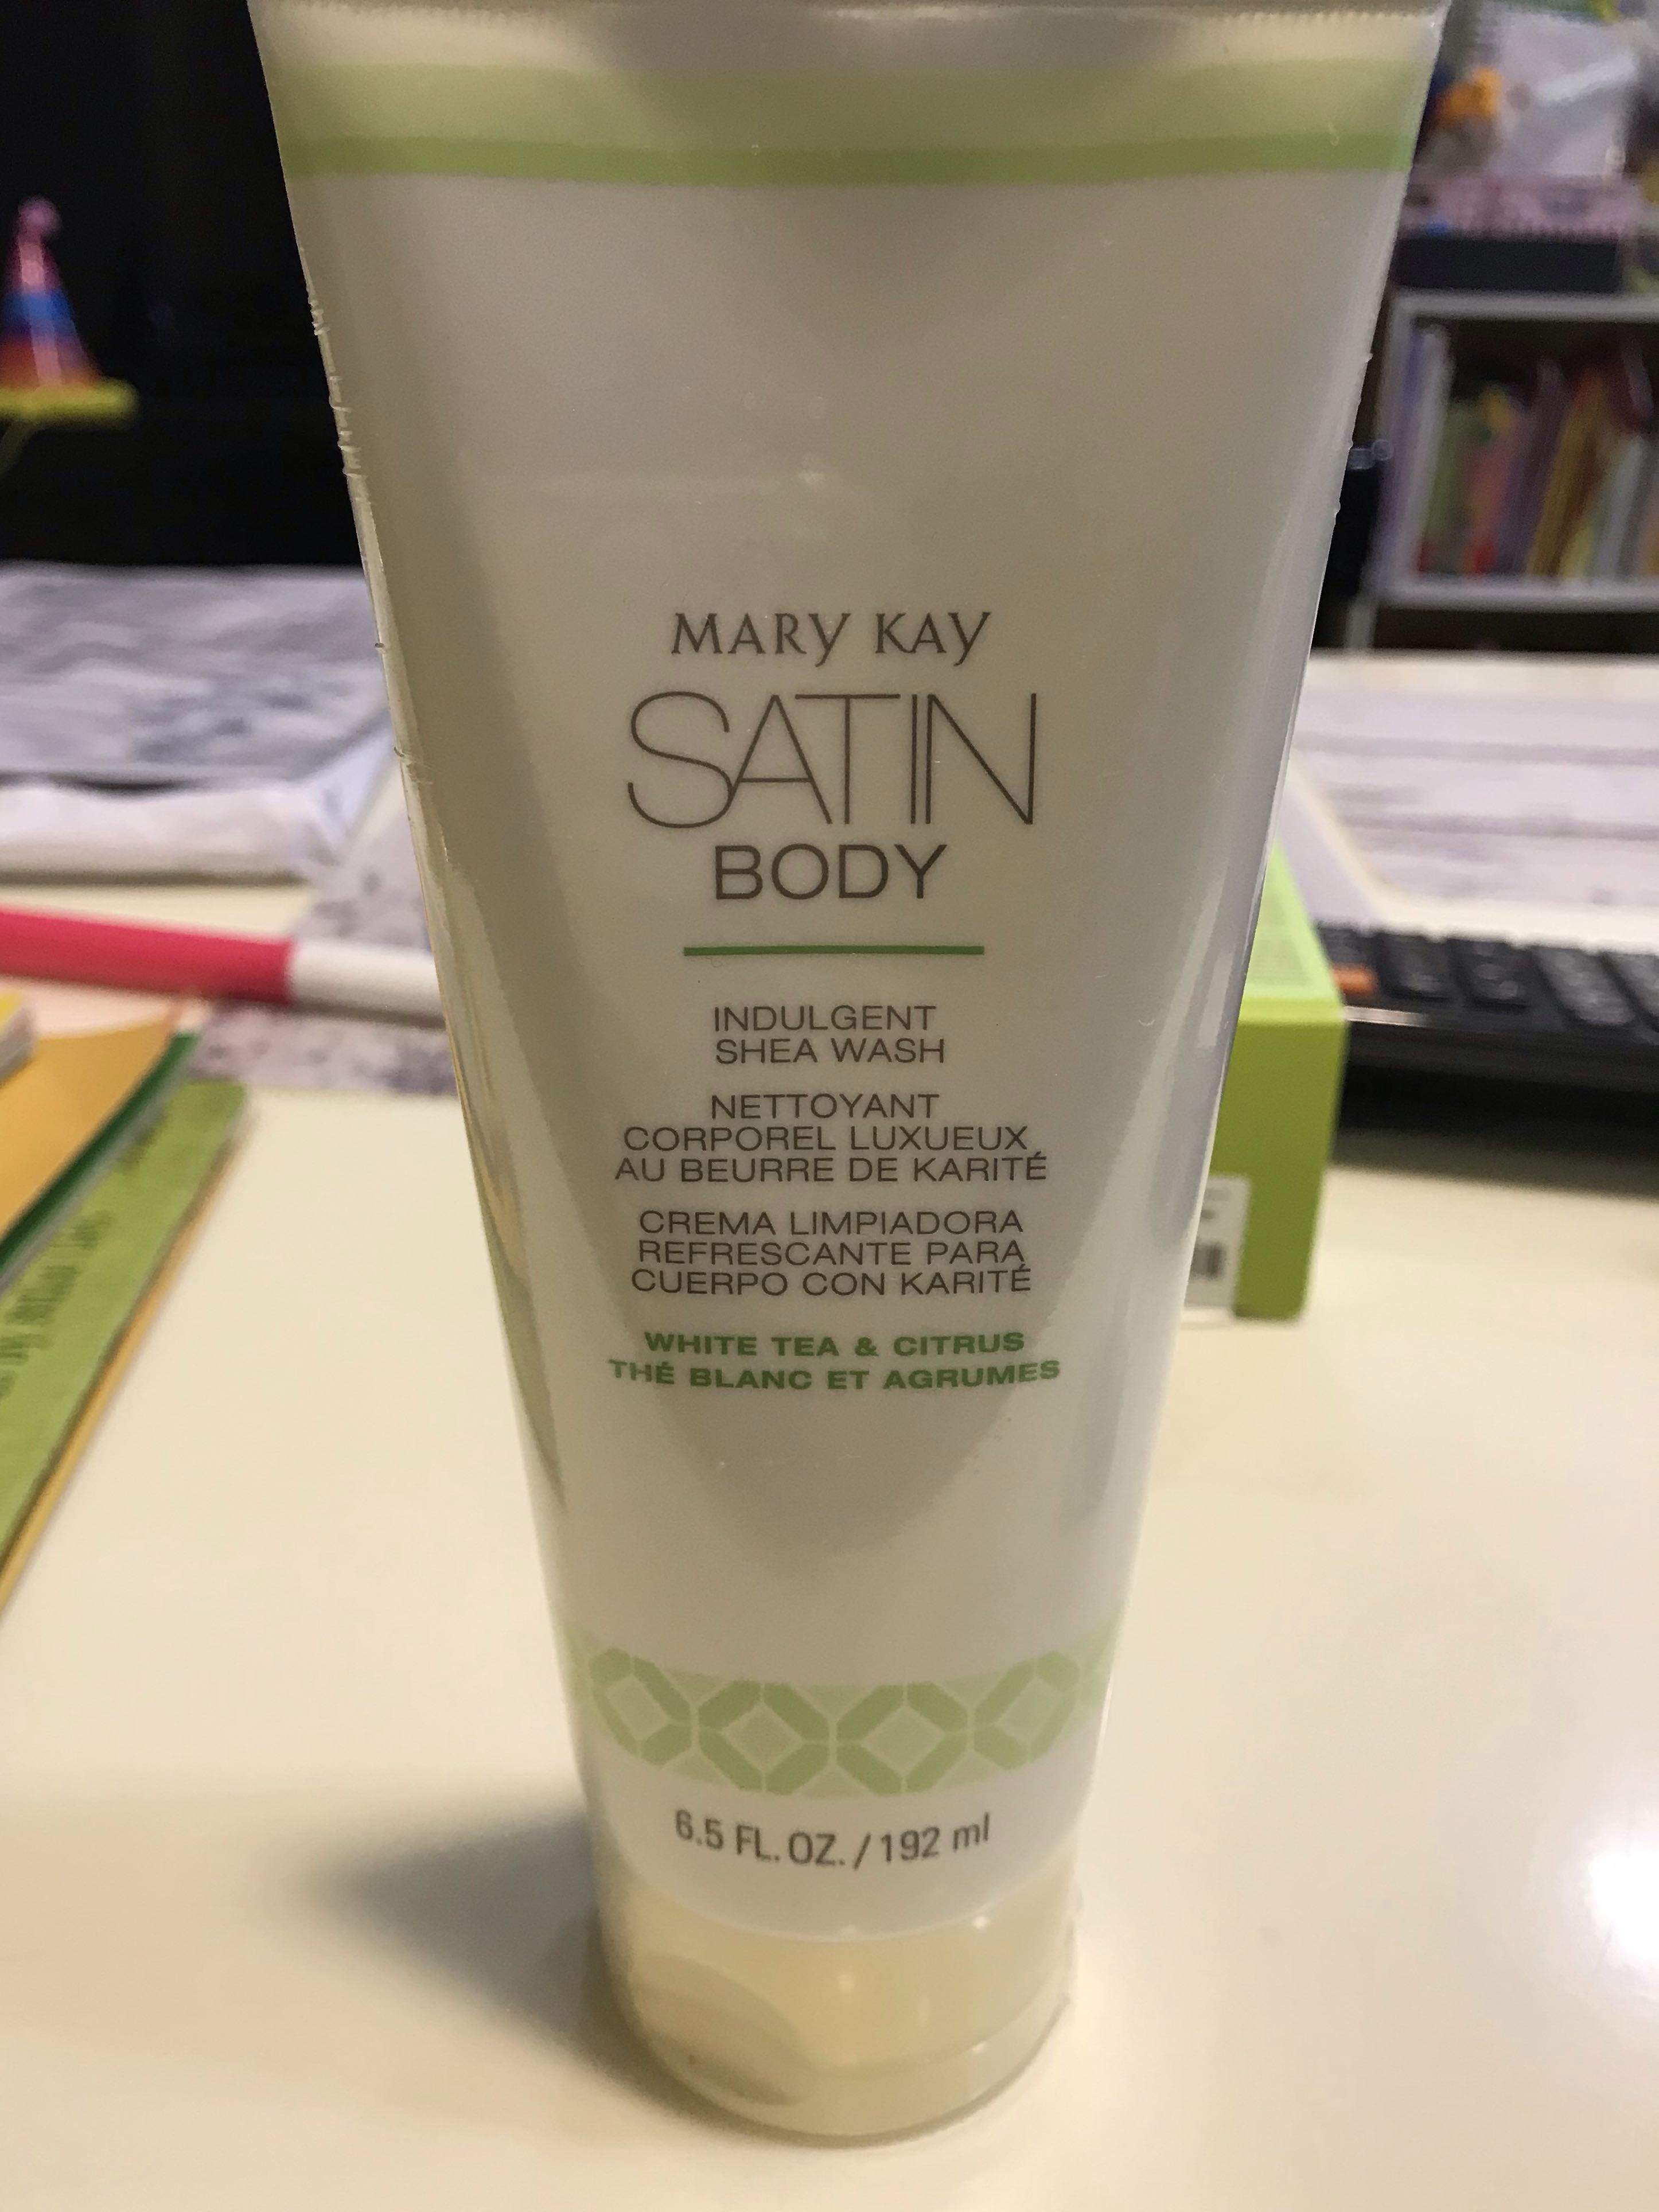 MARY KAY
SATIN
BODY
INDULGENT
SHEA WASH
NETTOYANT
CORPOREL LUXUEUX
AU BEURRE DE KARITÉ
CREMA LIMPIADORA
REFRESCANTE PARA
CUERPO CON KARITÉ
WHITE TEA & CITRUS
THÉ BLANC ET AGRUMES
6.5 FL. OZ. / 192 ml